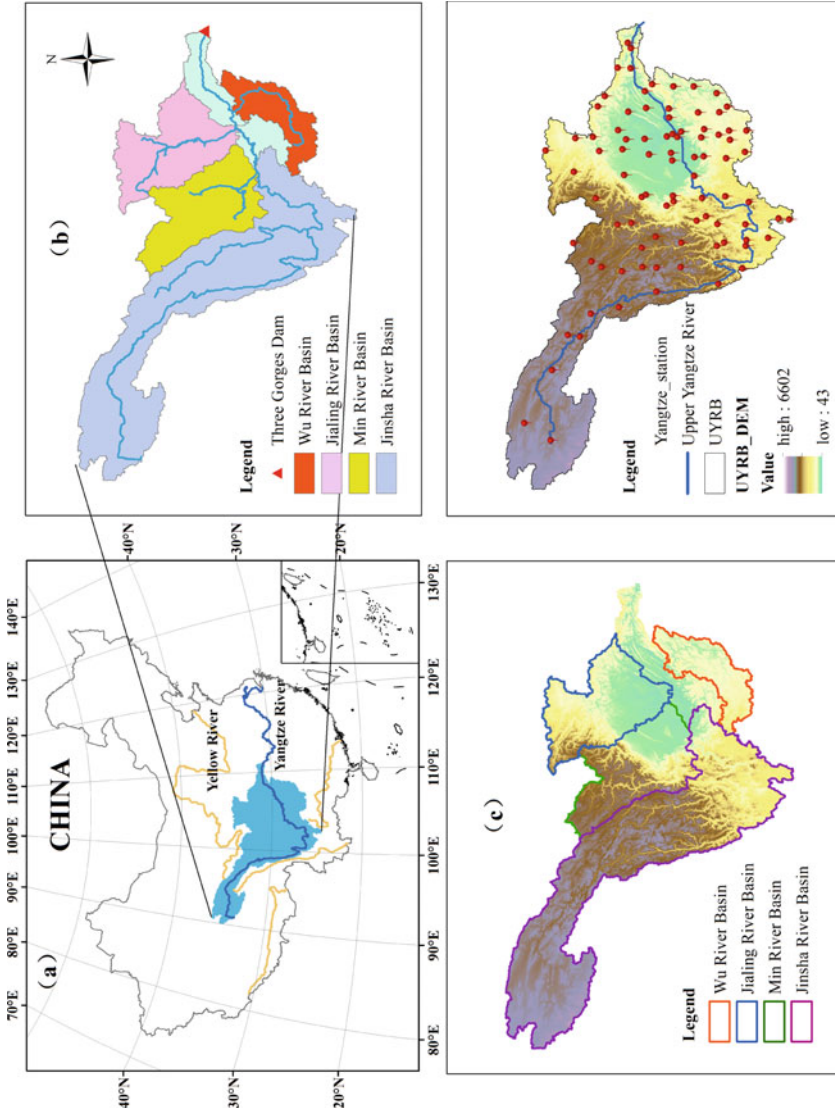 (a)
CHINA
70°E
80°E
90°E
100°E
110°E
120°E
130°E
140°E
40°N
30°N
20°N
40°N
30°N
20°N
Yellow River
Yangtze River
80°E
90°E
100°E
110°E
120°E
130°E
(b)
N
Legend
Three Gorges Dam
Wu River Basin
Jialing River Basin
Min River Basin
Jinsha River Basin
(c)
Legend
Wu River Basin
Jialing River Basin
Min River Basin
Jinsha River Basin
Legend
Yangtze_station
Upper Yangtze River
UYRB
UYRB_DEM
Value
high : 6602
low : 43